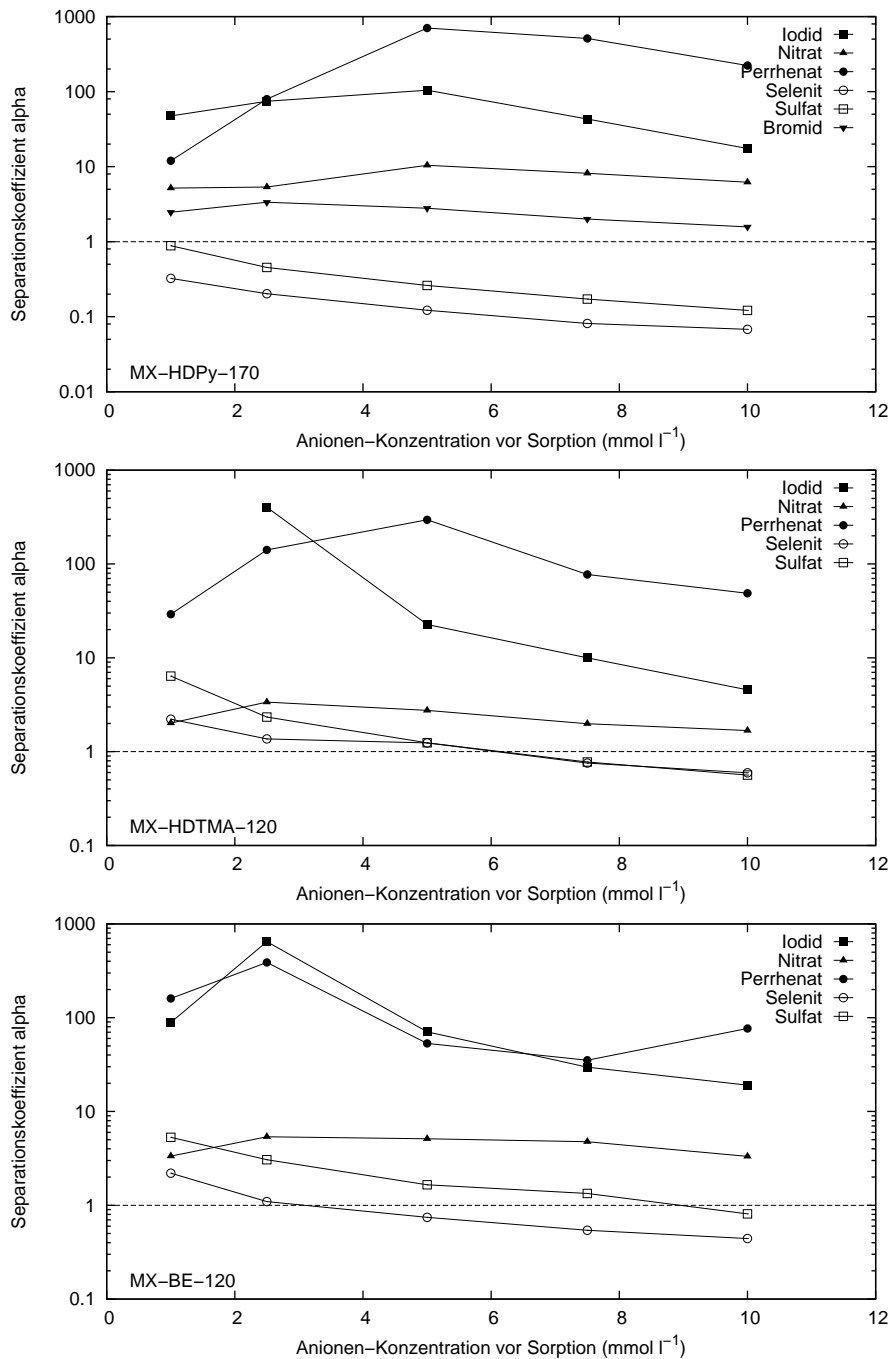 1000
100
10
1
0.1
0.01
Separationskoeffizient alpha
Iodid
Nitrat
Perrhenat
Selenit
Sulfat
Bromid
MX−HDPy−170
0 2 4 6 8 10 12
Anionen−Konzentration vor Sorption (mmol l⁻¹)
1000
100
10
1
0.1
Separationskoeffizient alpha
Iodid
Nitrat
Perrhenat
Selenit
Sulfat
MX−HDTMA−120
0 2 4 6 8 10 12
Anionen−Konzentration vor Sorption (mmol l⁻¹)
1000
100
10
1
0.1
Separationskoeffizient alpha
Iodid
Nitrat
Perrhenat
Selenit
Sulfat
MX−BE−120
0 2 4 6 8 10 12
Anionen−Konzentration vor Sorption (mmol l⁻¹)